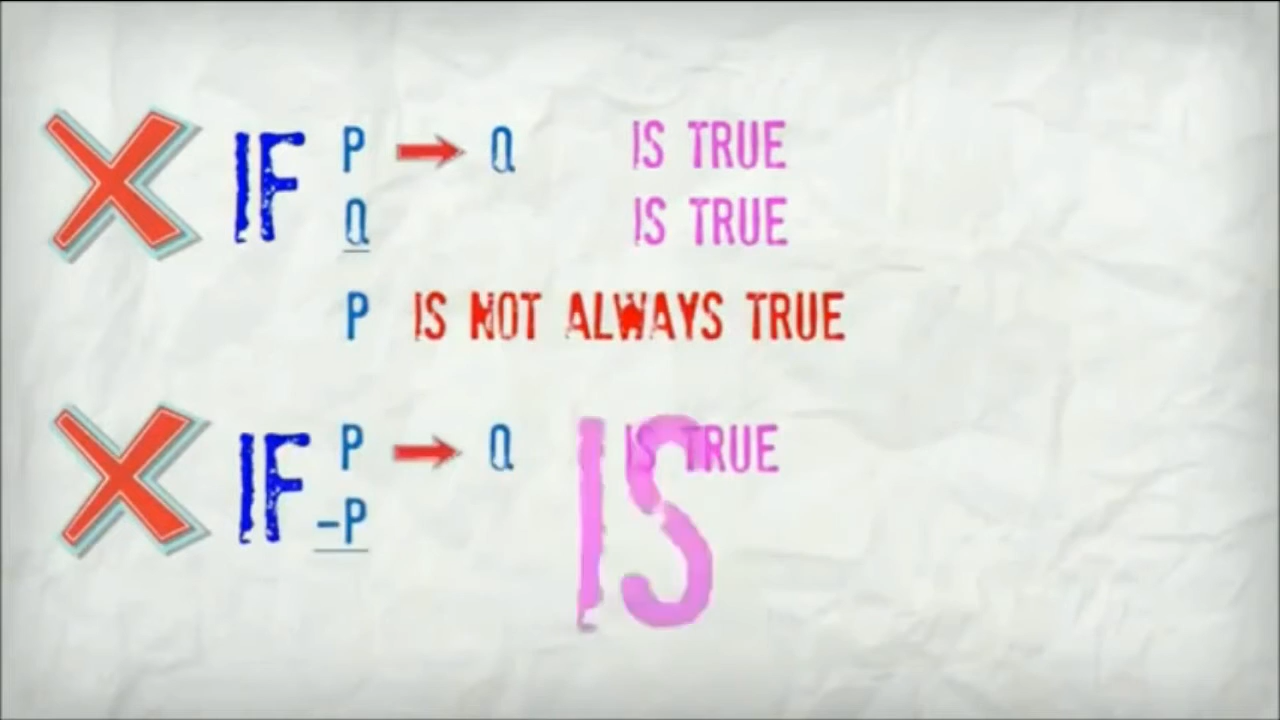 IF P → Q IS TRUE
Q IS TRUE
P IS NOT ALWAYS TRUE
IF P → Q IS TRUE
-P IS